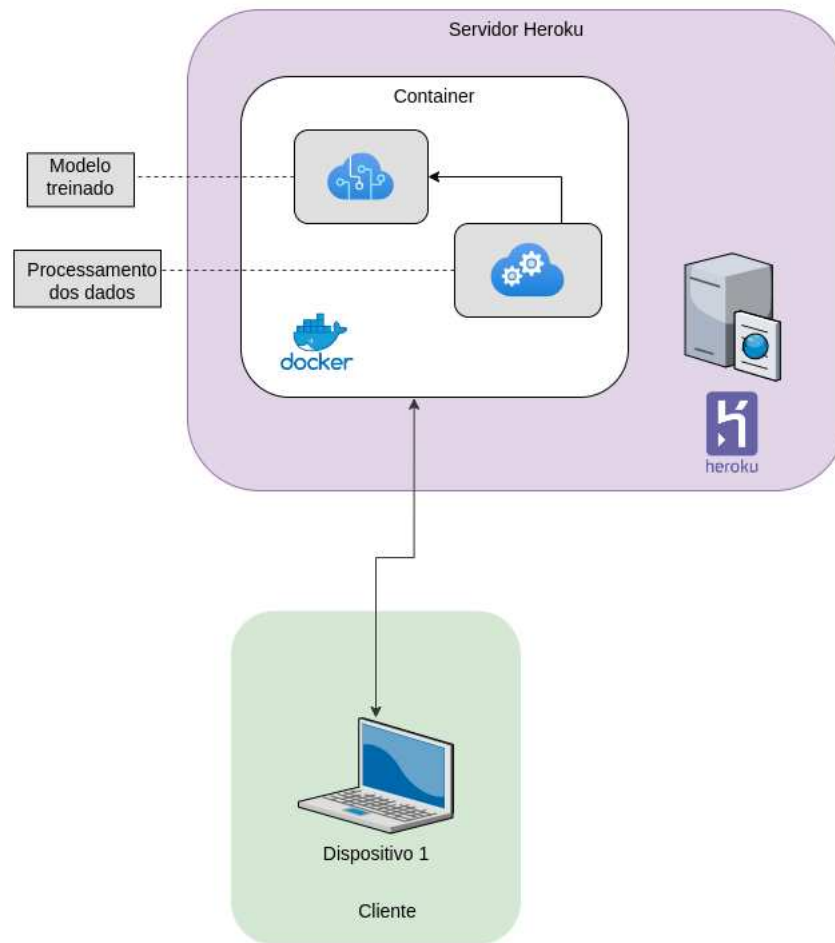 Servidor Heroku
Container
Modelo
treinado
Processamento
dos dados
docker
heroku
Dispositivo 1
Cliente